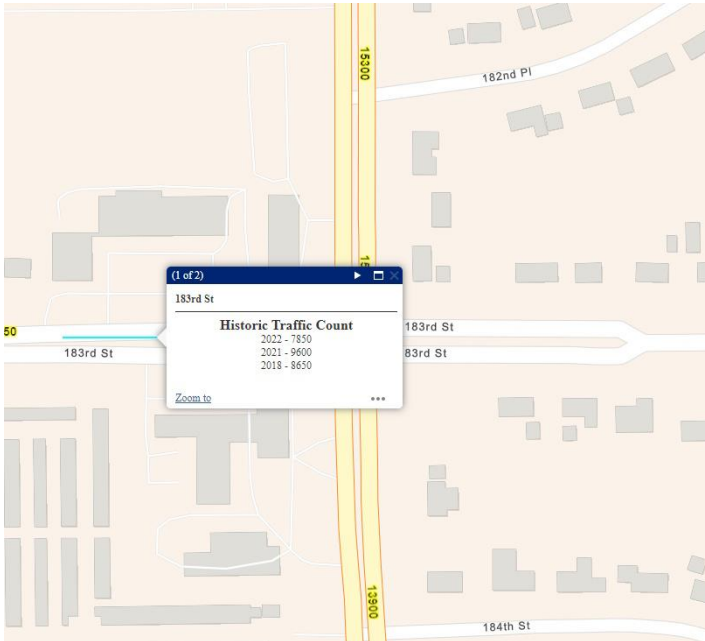 15300
182nd Pl
(1 of 2)
183rd St
Historic Traffic Count
2022 - 7850
2021 - 9600
2018 - 8650
Zoom to
183rd St
50
183rd St
83rd St
13900
184th St